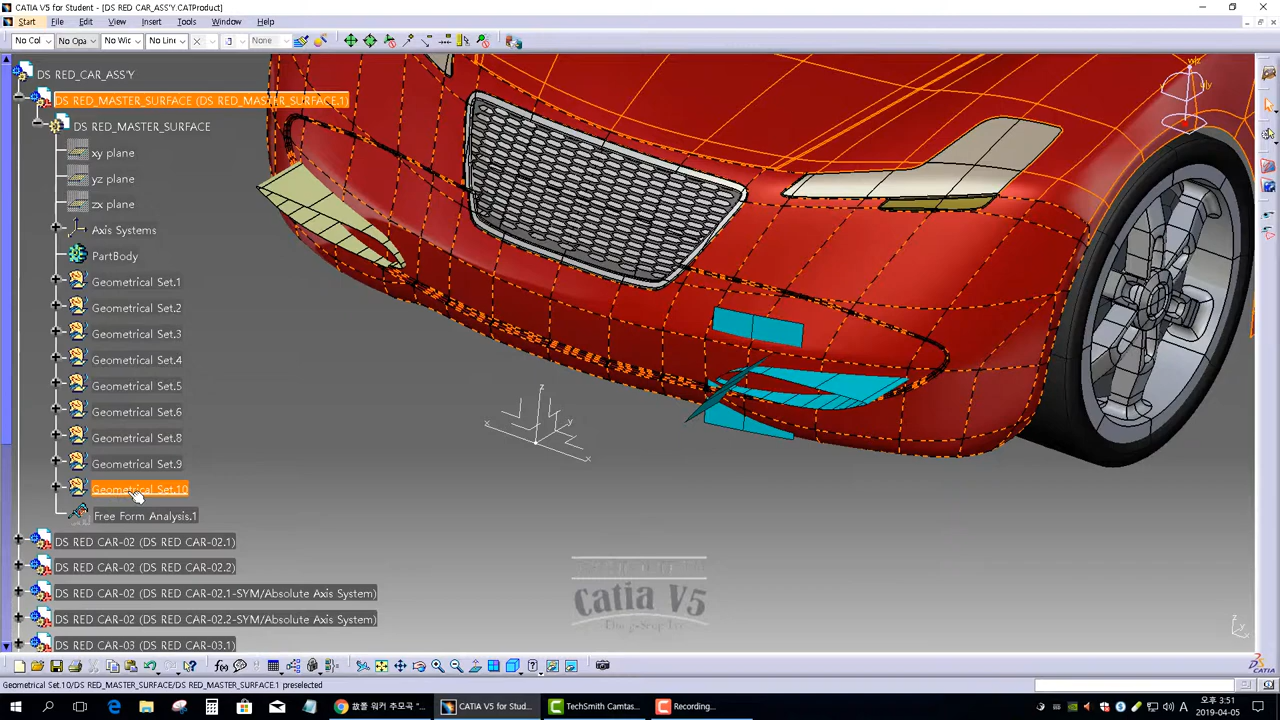 CATIA V5 for Student - [DS RED CAR_ASS'Y.CATProduct]
Start File Edit View Insert Tools Window Help
No Col No Opa No Wic No Lin None
DS RED_CAR_ASS'Y
DS RED_MASTER_SURFACE (DS RED_MASTER_SURFACE.1)
DS RED_MASTER_SURFACE
xy plane
yz plane
zx plane
Axis Systems
PartBody
Geometrical Set.1
Geometrical Set.2
Geometrical Set.3
Geometrical Set.4
Geometrical Set.5
Geometrical Set.6
Geometrical Set.8
Geometrical Set.9
Geometrical Set.10
Free Form Analysis.1
DS RED CAR-02 (DS RED CAR-02.1)
DS RED CAR-02 (DS RED CAR-02.2)
DS RED CAR-02 (DS RED CAR-02.1-SYM/Absolute Axis System)
DS RED CAR-02 (DS RED CAR-02.2-SYM/Absolute Axis System)
DS RED CAR-03 (DS RED CAR-03.1)
x y z
Catia V5
CATIA
Geometrical Set.10/DS RED_MASTER_SURFACE/DS RED_MASTER_SURFACE.1 preselected
CATIA V5 for Stud...
TechSmith Camtas...
Recording...
오후 3:51
2019-04-05